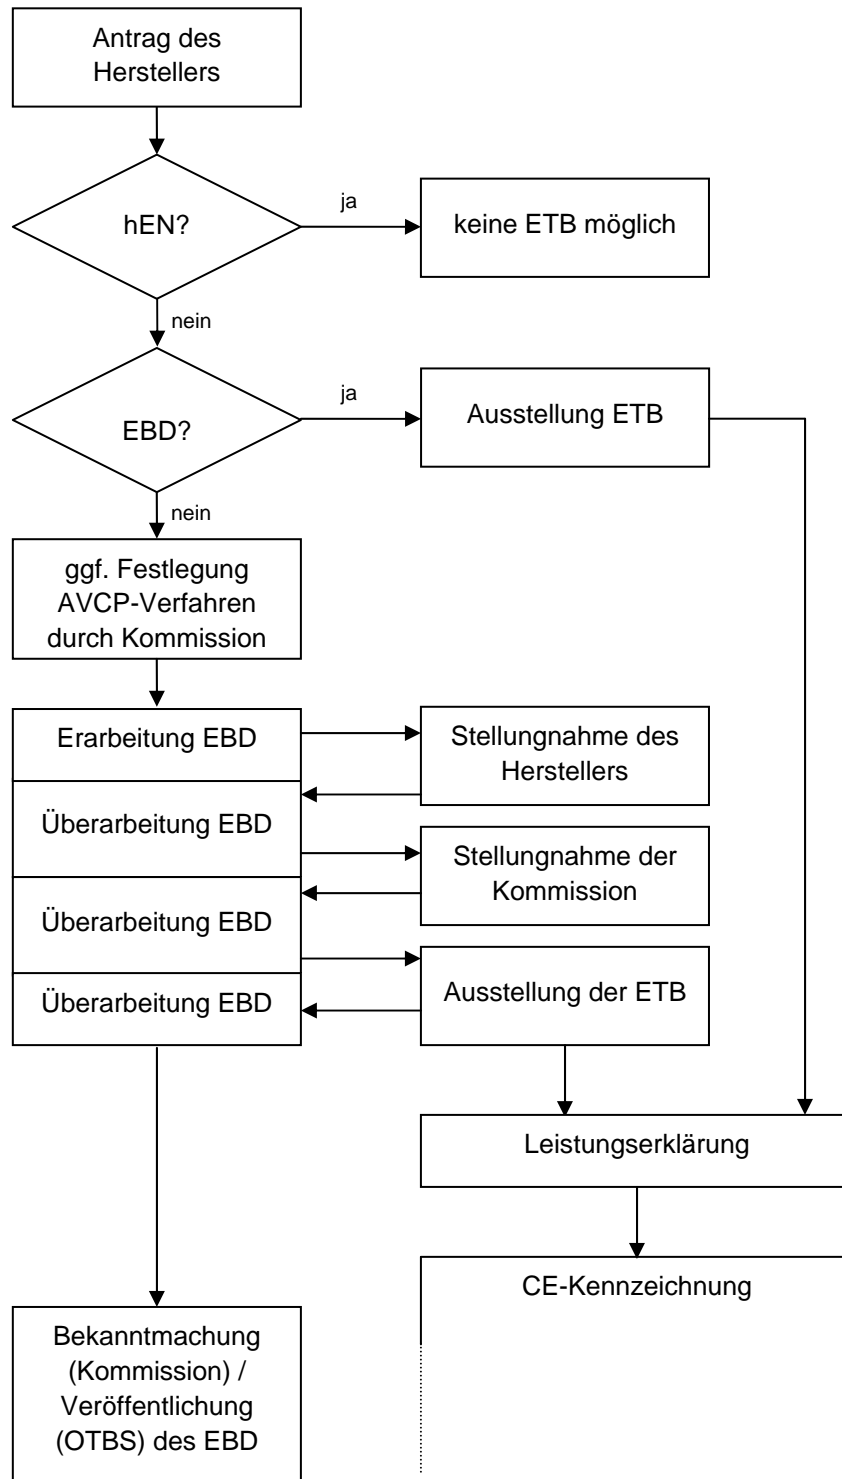 Antrag des
Herstellers
hEN?
ja
keine ETB möglich
nein
EBD?
ja
Ausstellung ETB
nein
ggf. Festlegung
AVCP-Verfahren
durch Kommission
Erarbeitung EBD
Stellungnahme des
Herstellers
Überarbeitung EBD
Stellungnahme der
Kommission
Überarbeitung EBD
Ausstellung der ETB
Überarbeitung EBD
Leistungserklärung
CE-Kennzeichnung
Bekanntmachung
(Kommission) /
Veröffentlichung
(OTBS) des EBD